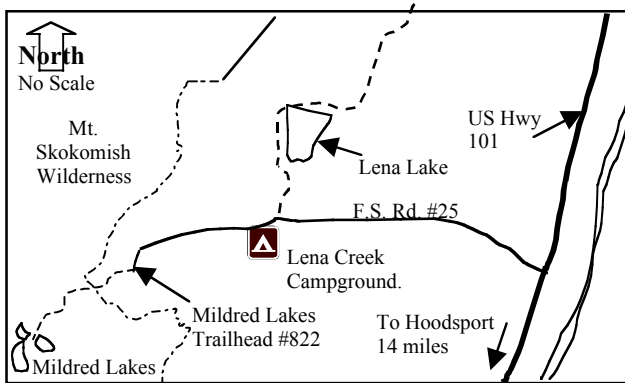 North
No Scale
Mt.
Skokomish
Wilderness
US Hwy
101
Lena Lake
F.S. Rd. #25
Lena Creek
Campground.
Mildred Lakes
Trailhead #822
To Hoodsport
14 miles
Mildred Lakes